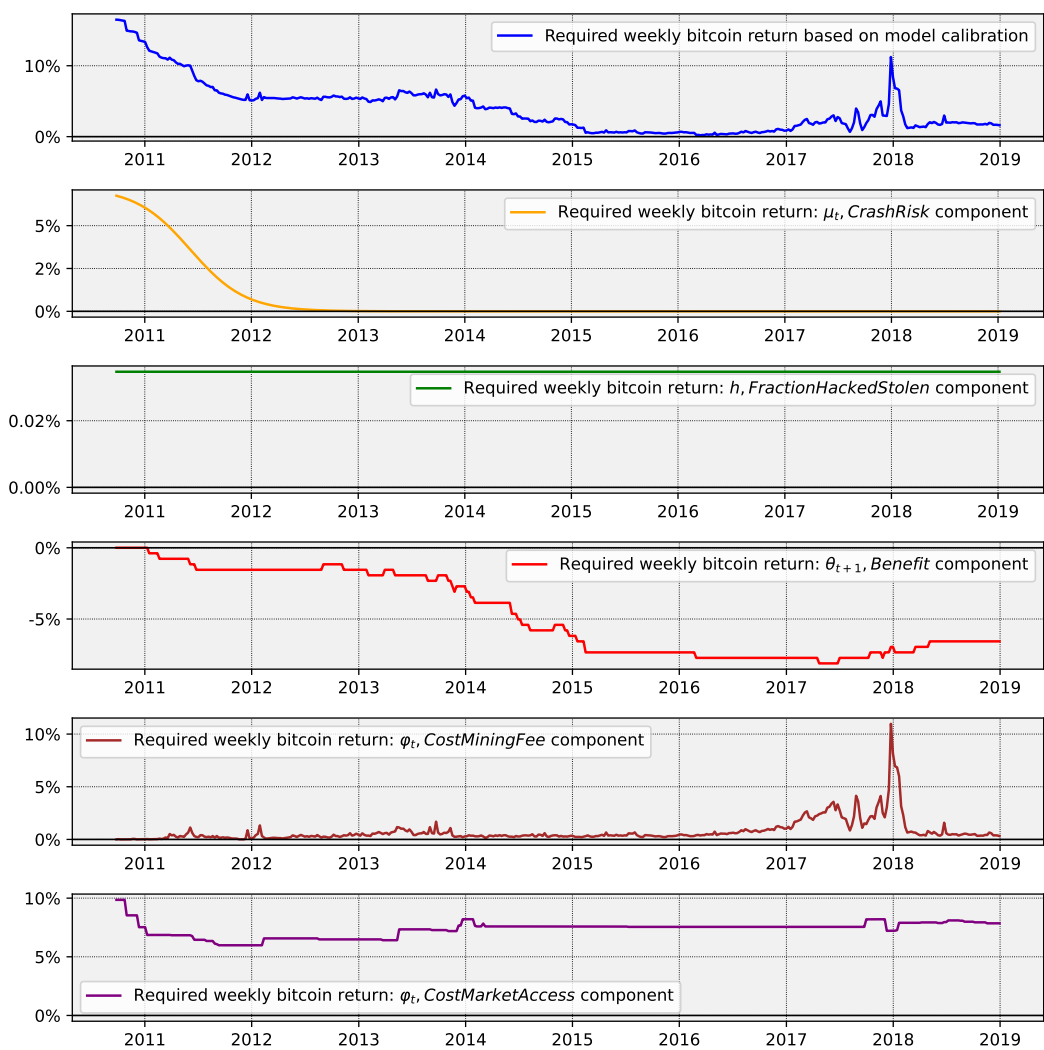 Required weekly bitcoin return based on model calibration
10%
0%
2011 2012 2013 2014 2015 2016 2017 2018 2019
Required weekly bitcoin return: μt, CrashRisk component
5%
2%
0%
2011 2012 2013 2014 2015 2016 2017 2018 2019
Required weekly bitcoin return: h, FractionHackedStolen component
0.02%
0.00%
2011 2012 2013 2014 2015 2016 2017 2018 2019
0%
Required weekly bitcoin return: θt+1, Benefit component
-5%
2011 2012 2013 2014 2015 2016 2017 2018 2019
10%
Required weekly bitcoin return: φt, CostMiningFee component
5%
0%
2011 2012 2013 2014 2015 2016 2017 2018 2019
10%
5%
Required weekly bitcoin return: φt, CostMarketAccess component
0%
2011 2012 2013 2014 2015 2016 2017 2018 2019